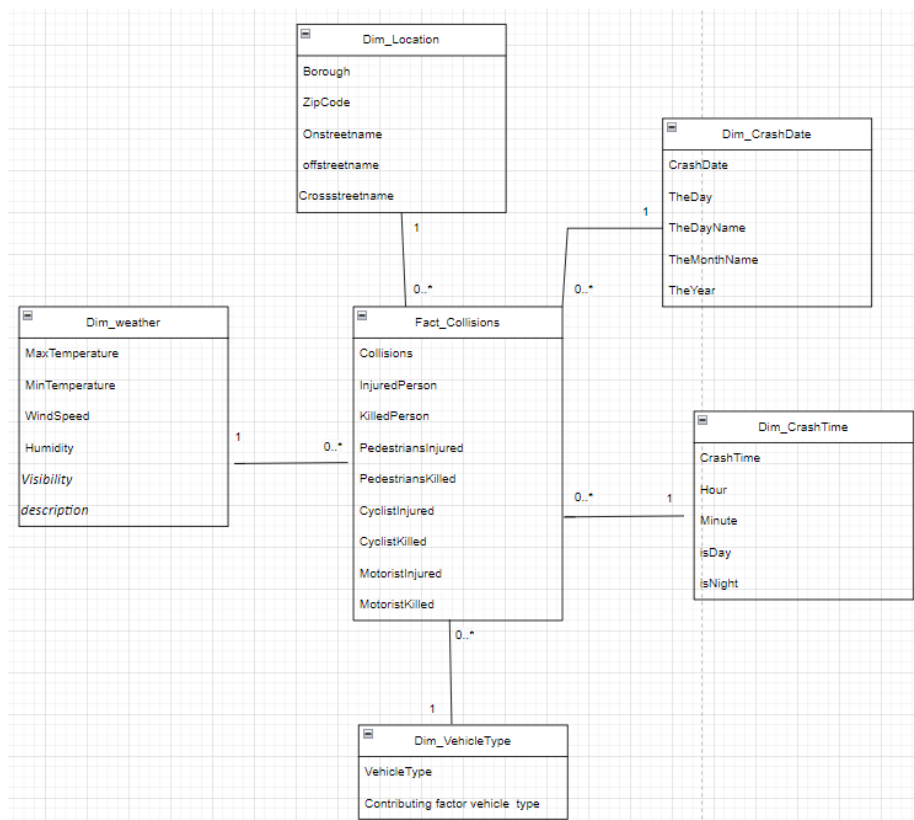 Dim_Location
Borough
ZipCode
Onstreetname
offstreetname
Crossstreetname
Dim_CrashDate
CrashDate
TheDay
TheDayName
TheMonthName
TheYear
1
1
0..*
0..*
Dim_weather
MaxTemperature
MinTemperature
WindSpeed
Humidity
Visibility
description
1
0..*
Fact_Collisions
Collisions
InjuredPerson
KilledPerson
PedestriansInjured
PedestriansKilled
CyclistInjured
CyclistKilled
MotoristInjured
MotoristKilled
Dim_CrashTime
CrashTime
Hour
Minute
isDay
isNight
0..*
1
0..*
1
Dim_VehicleType
VehicleType
Contributing factor vehicle type